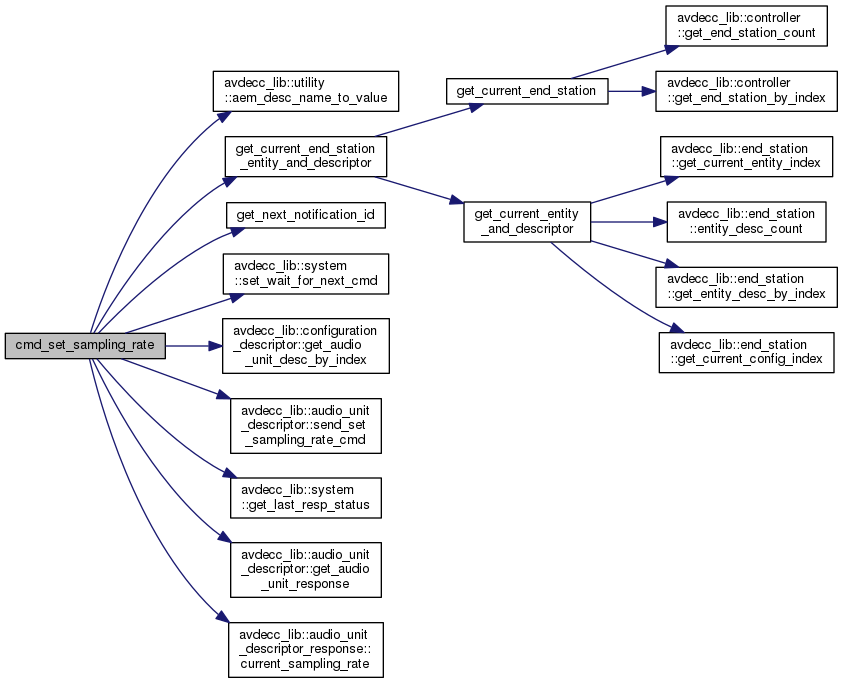 cmd_set_sampling_rate
avdecc_lib::utility
::aem_desc_name_to_value
get_current_end_station
_entity_and_descriptor
get_next_notification_id
avdecc_lib::system
::set_wait_for_next_cmd
avdecc_lib::configuration
_descriptor::get_audio
_unit_desc_by_index
avdecc_lib::audio_unit
_descriptor::send_set
_sampling_rate_cmd
avdecc_lib::system
::get_last_resp_status
avdecc_lib::audio_unit
_descriptor::get_audio
_unit_response
avdecc_lib::audio_unit
_descriptor_response::
current_sampling_rate
get_current_end_station
get_current_entity
_and_descriptor
avdecc_lib::controller
::get_end_station_count
avdecc_lib::controller
::get_end_station_by_index
avdecc_lib::end_station
::get_current_entity_index
avdecc_lib::end_station
::entity_desc_count
avdecc_lib::end_station
::get_entity_desc_by_index
avdecc_lib::end_station
::get_current_config_index